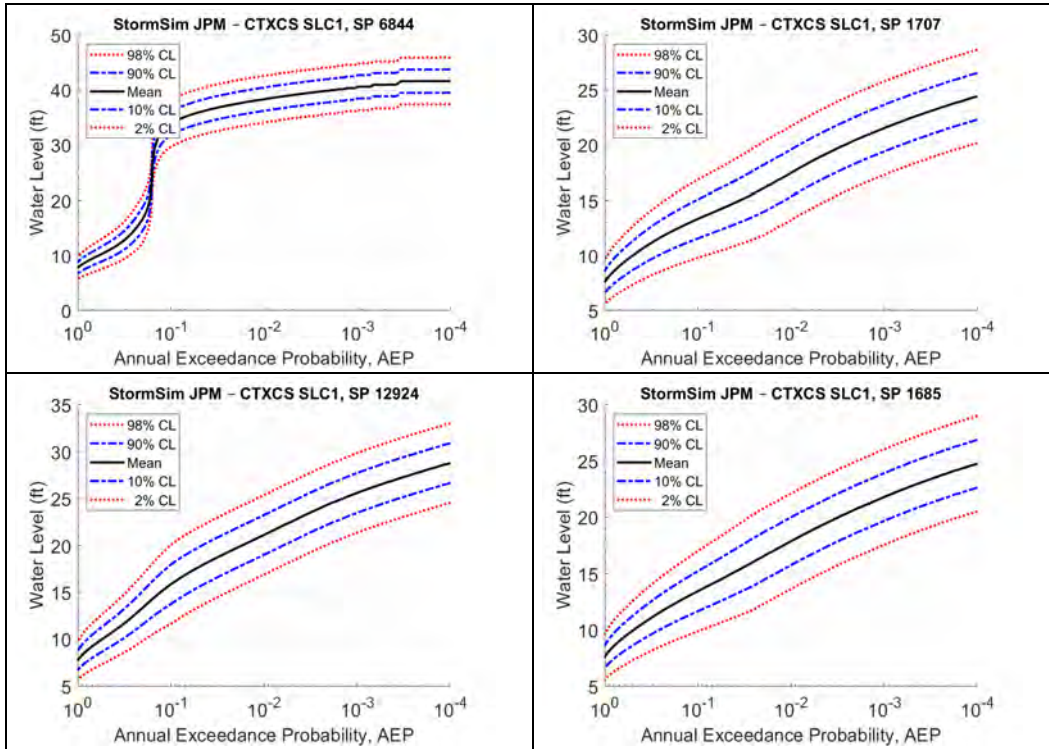 StormSim JPM – CTXCS SLC1, SP 6844
50
40
30
20
10
0
Water Level (ft)
98% CL
90% CL
Mean
10% CL
2% CL
10^0 10^-1 10^-2 10^-3 10^-4
Annual Exceedance Probability, AEP
StormSim JPM – CTXCS SLC1, SP 1707
30
25
20
15
10
5
Water Level (ft)
98% CL
90% CL
Mean
10% CL
2% CL
10^0 10^-1 10^-2 10^-3 10^-4
Annual Exceedance Probability, AEP
StormSim JPM – CTXCS SLC1, SP 12924
35
30
25
20
15
10
5
Water Level (ft)
98% CL
90% CL
Mean
10% CL
2% CL
10^0 10^-1 10^-2 10^-3 10^-4
Annual Exceedance Probability, AEP
StormSim JPM – CTXCS SLC1, SP 1685
30
25
20
15
10
5
Water Level (ft)
98% CL
90% CL
Mean
10% CL
2% CL
10^0 10^-1 10^-2 10^-3 10^-4
Annual Exceedance Probability, AEP